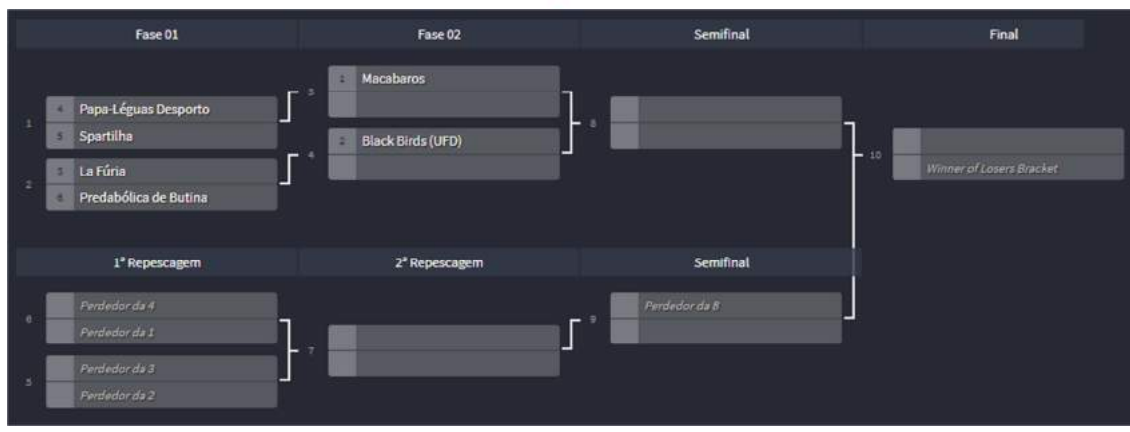 Fase 01 Fase 02 Semifinal Final
1 Macabaros
3
4 Papa-Léguas Desporto
1 8
5 Spartilha
2 Black Birds (UFD)
10
3 La Fúria 4
Winner of Losers Bracket
2
6 Predabólica de Butina
1ª Repescagem 2ª Repescagem Semifinal
Perdedor da 4 Perdedor da 8
6 9
Perdedor da 1
7
Perdedor da 3
5
Perdedor da 2